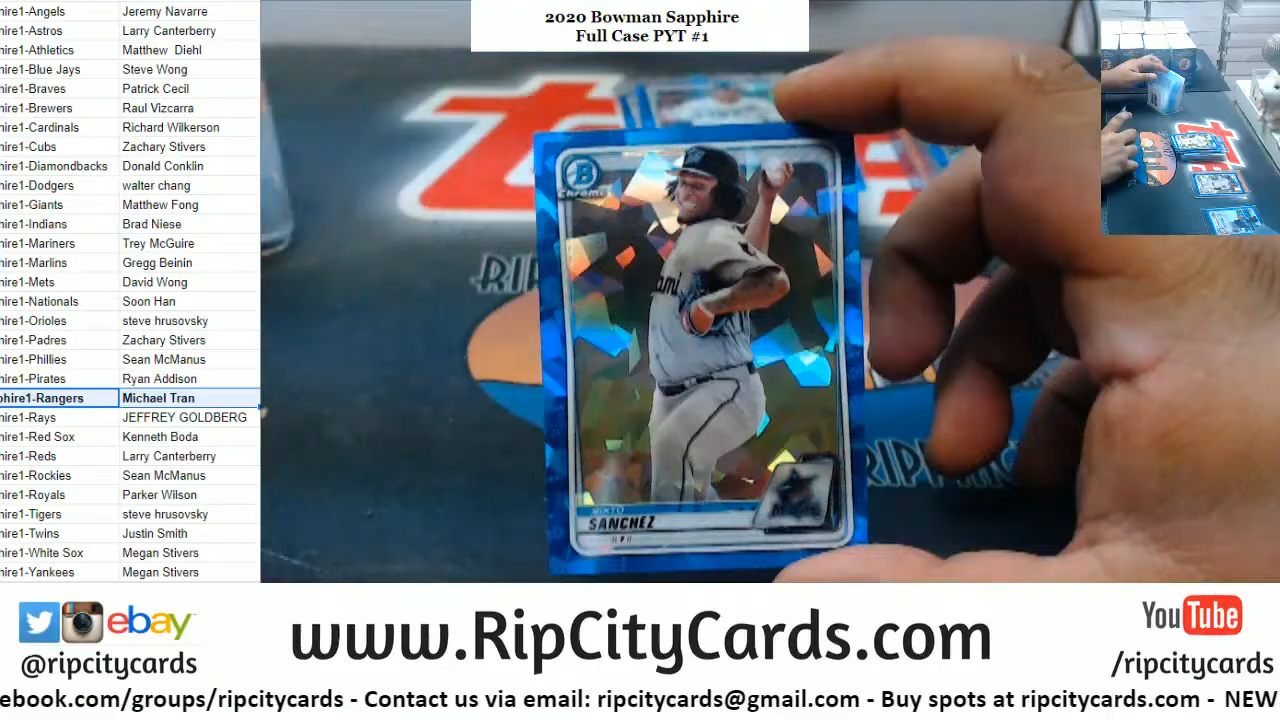 2020 Bowman Sapphire
Full Case PYT #1
hire1-Angels Jeremy Navarre
hire1-Astros Larry Canterberry
hire1-Athletics Matthew Diehl
hire1-Blue Jays Steve Wong
hire1-Braves Patrick Cecil
hire1-Brewers Raul Vizcarra
hire1-Cardinals Richard Wilkerson
hire1-Cubs Zachary Stivers
hire1-Diamondbacks Donald Conklin
hire1-Dodgers walter chang
hire1-Giants Matthew Fong
hire1-Indians Brad Niese
hire1-Mariners Trey McGuire
hire1-Marlins Gregg Beinin
hire1-Mets David Wong
hire1-Nationals Soon Han
hire1-Orioles steve hrusovsky
hire1-Padres Zachary Stivers
hire1-Phillies Sean McManus
hire1-Pirates Ryan Addison
phire1-Rangers Michael Tran
hire1-Rays JEFFREY GOLDBERG
hire1-Red Sox Kenneth Boda
hire1-Reds Larry Canterberry
hire1-Rockies Sean McManus
hire1-Royals Parker Wilson
hire1-Tigers steve hrusovsky
hire1-Twins Justin Smith
hire1-White Sox Megan Stivers
hire1-Yankees Megan Stivers
B
Chrome
SIXTO
SANCHEZ
ebay
@ripcitycards
www.RipCityCards.com
YouTube
/ripcitycards
ebook.com/groups/ripcitycards - Contact us via email: ripcitycards@gmail.com - Buy spots at ripcitycards.com - NEW